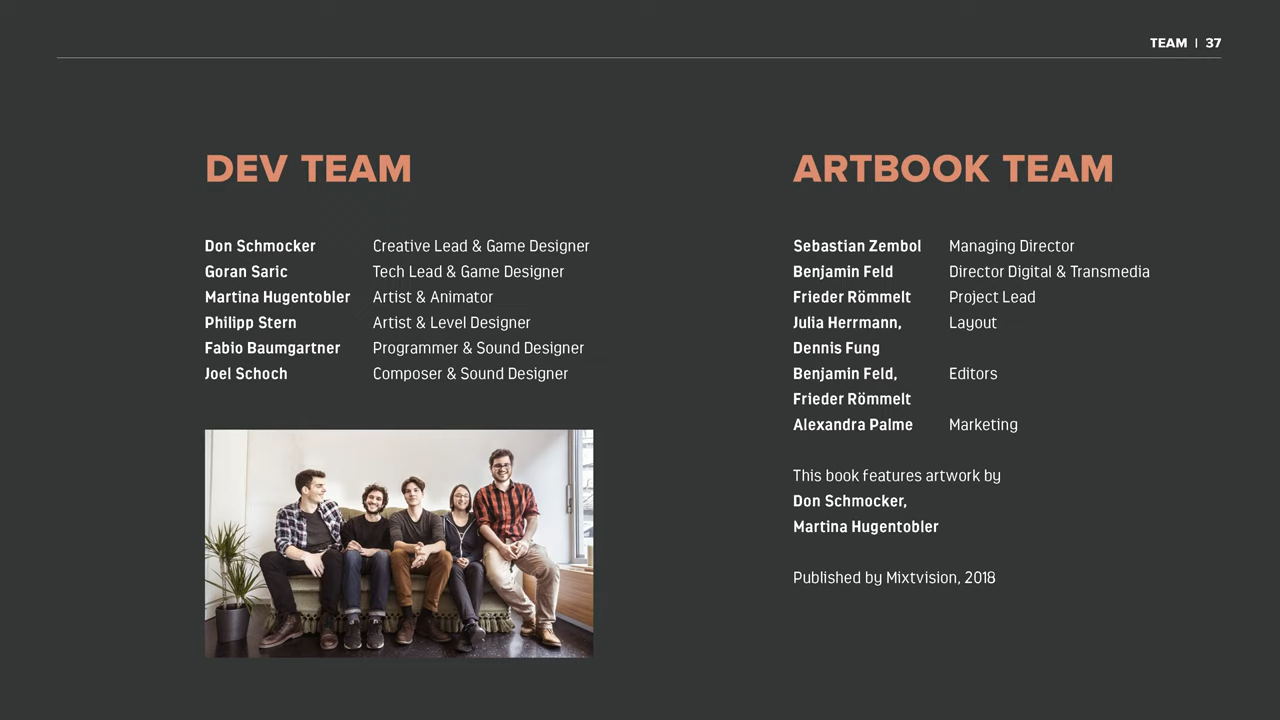 TEAM | 37
DEV TEAM
Don Schmocker Creative Lead & Game Designer
Goran Saric Tech Lead & Game Designer
Martina Hugentobler Artist & Animator
Philipp Stern Artist & Level Designer
Fabio Baumgartner Programmer & Sound Designer
Joel Schoch Composer & Sound Designer
ARTBOOK TEAM
Sebastian Zembol Managing Director
Benjamin Feld Director Digital & Transmedia
Frieder Römmelt Project Lead
Julia Herrmann, Layout
Dennis Fung
Benjamin Feld, Editors
Frieder Römmelt
Alexandra Palme Marketing
This book features artwork by
Don Schmocker,
Martina Hugentobler
Published by Mixtvision, 2018